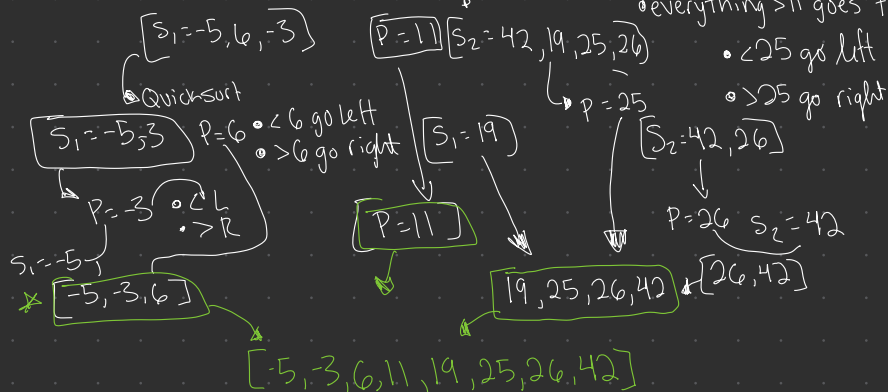 •everything >11 goes
[S₁=-5,6,-3]
P=11
[S₂=42,19,25,26]
•<25 go left
•>25 go right
•Quicksort
P=25
S₁=-5,3
P=6
•<6 go left
•>6 go right
[S₁=19]
[S₂=42,26]
P=-3
•<L
•>R
[P=11]
P=26
S₂=42
S₁=-5
[-5,-3,6]
19,25,26,42
[26,42]
[-5,-3,6,11,19,25,26,42]